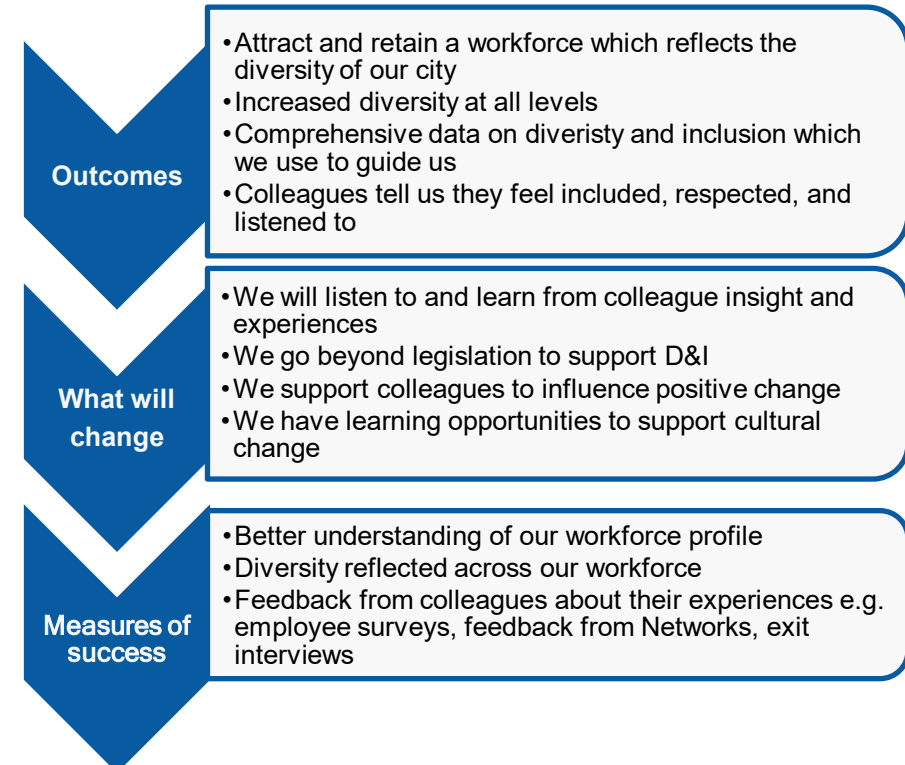 Outcomes
•Attract and retain a workforce which reflects the
diversity of our city
•Increased diversity at all levels
•Comprehensive data on diveristy and inclusion which
we use to guide us
•Colleagues tell us they feel included, respected, and
listened to
What will
change
•We will listen to and learn from colleague insight and
experiences
•We go beyond legislation to support D&I
•We support colleagues to influence positive change
•We have learning opportunities to support cultural
change
Measures of
success
•Better understanding of our workforce profile
•Diversity reflected across our workforce
•Feedback from colleagues about their experiences e.g.
employee surveys, feedback from Networks, exit
interviews